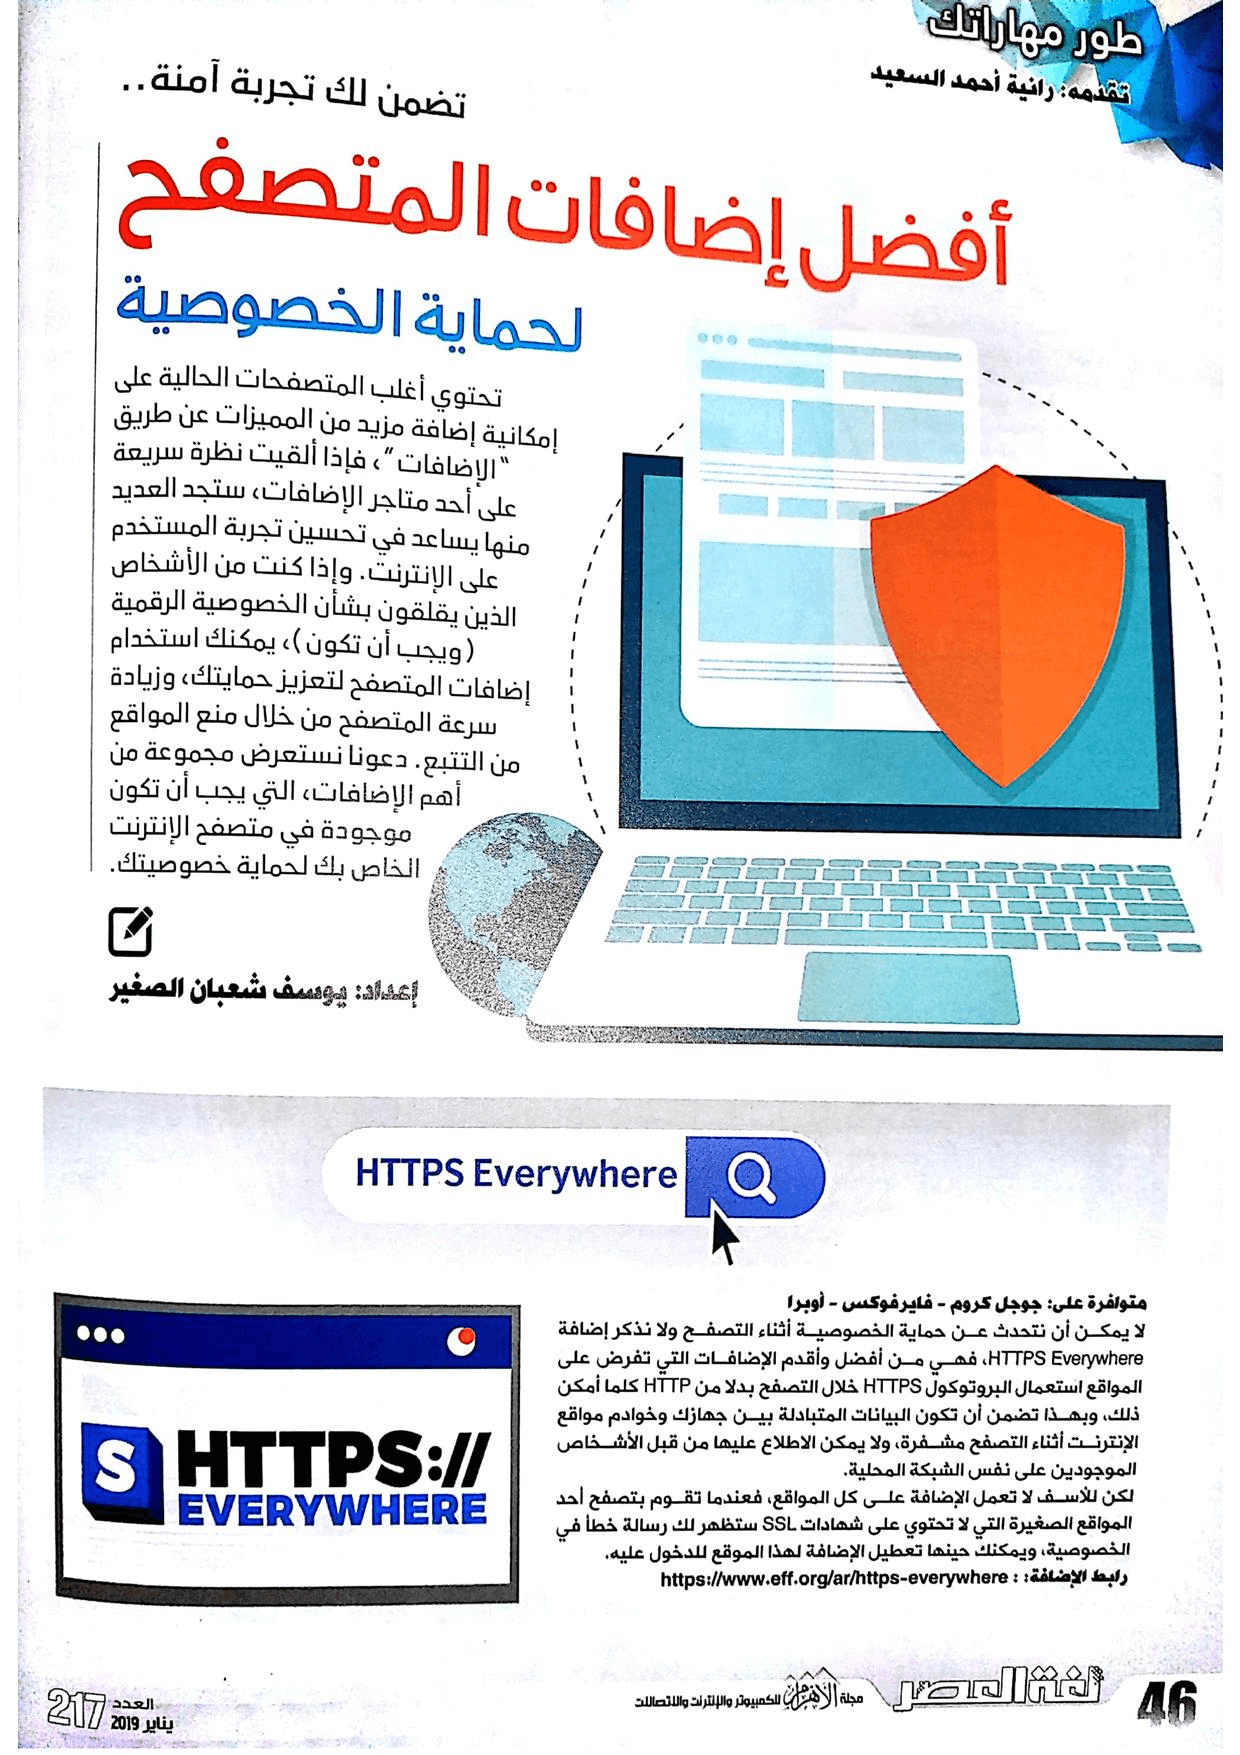 طور مهاراتك
تقدمه: رانية أحمد السعيد
تضمن لك تجربة آمنة..
أفضل إضافات المتصفح
لحماية الخصوصية
تحتوي أغلب المتصفحات الحالية على
إمكانية إضافة مزيد من المميزات عن طريق
"الإضافات"، فإذا ألقيت نظرة سريعة
على أحد متاجر الإضافات، ستجد العديد
منها يساعد في تحسين تجربة المستخدم
على الإنترنت. وإذا كنت من الأشخاص
الذين يقلقون بشأن الخصوصية الرقمية
(ويجب أن تكون)، يمكنك استخدام
إضافات المتصفح لتعزيز حمايتك، وزيادة
سرعة المتصفح من خلال منع المواقع
من التتبع. دعونا نستعرض مجموعة من
أهم الإضافات، التي يجب أن تكون
موجودة في متصفح الإنترنت
الخاص بك لحماية خصوصيتك.
إعداد: يوسف شعبان الصغير
HTTPS Everywhere
متوافرة على: جوجل كروم - فايرفوكس - أوبرا
لا يمكن أن نتحدث عن حماية الخصوصية أثناء التصفح ولا نذكر إضافة
HTTPS Everywhere، فهي من أفضل وأقدم الإضافات التي تفرض على
المواقع استعمال البروتوكول HTTPS خلال التصفح بدلا من HTTP كلما أمكن
ذلك، وبهذا تضمن أن تكون البيانات المتبادلة بين جهازك وخوادم مواقع
الإنترنت أثناء التصفح مشفرة، ولا يمكن الاطلاع عليها من قبل الأشخاص
الموجودين على نفس الشبكة المحلية.
لكن للأسف لا تعمل الإضافة على كل المواقع، فعندما تقوم بتصفح أحد
المواقع الصغيرة التي لا تحتوي على شهادات SSL ستظهر لك رسالة خطأ في
الخصوصية، ويمكنك حينها تعطيل الإضافة لهذا الموقع للدخول عليه.
رابط الإضافة: : https://www.eff.org/ar/https-everywhere
S HTTPS://
EVERYWHERE
46
لغة العصر
مجلة الأهرام للكمبيوتر والإنترنت والاتصالات
العدد 217
يناير 2019